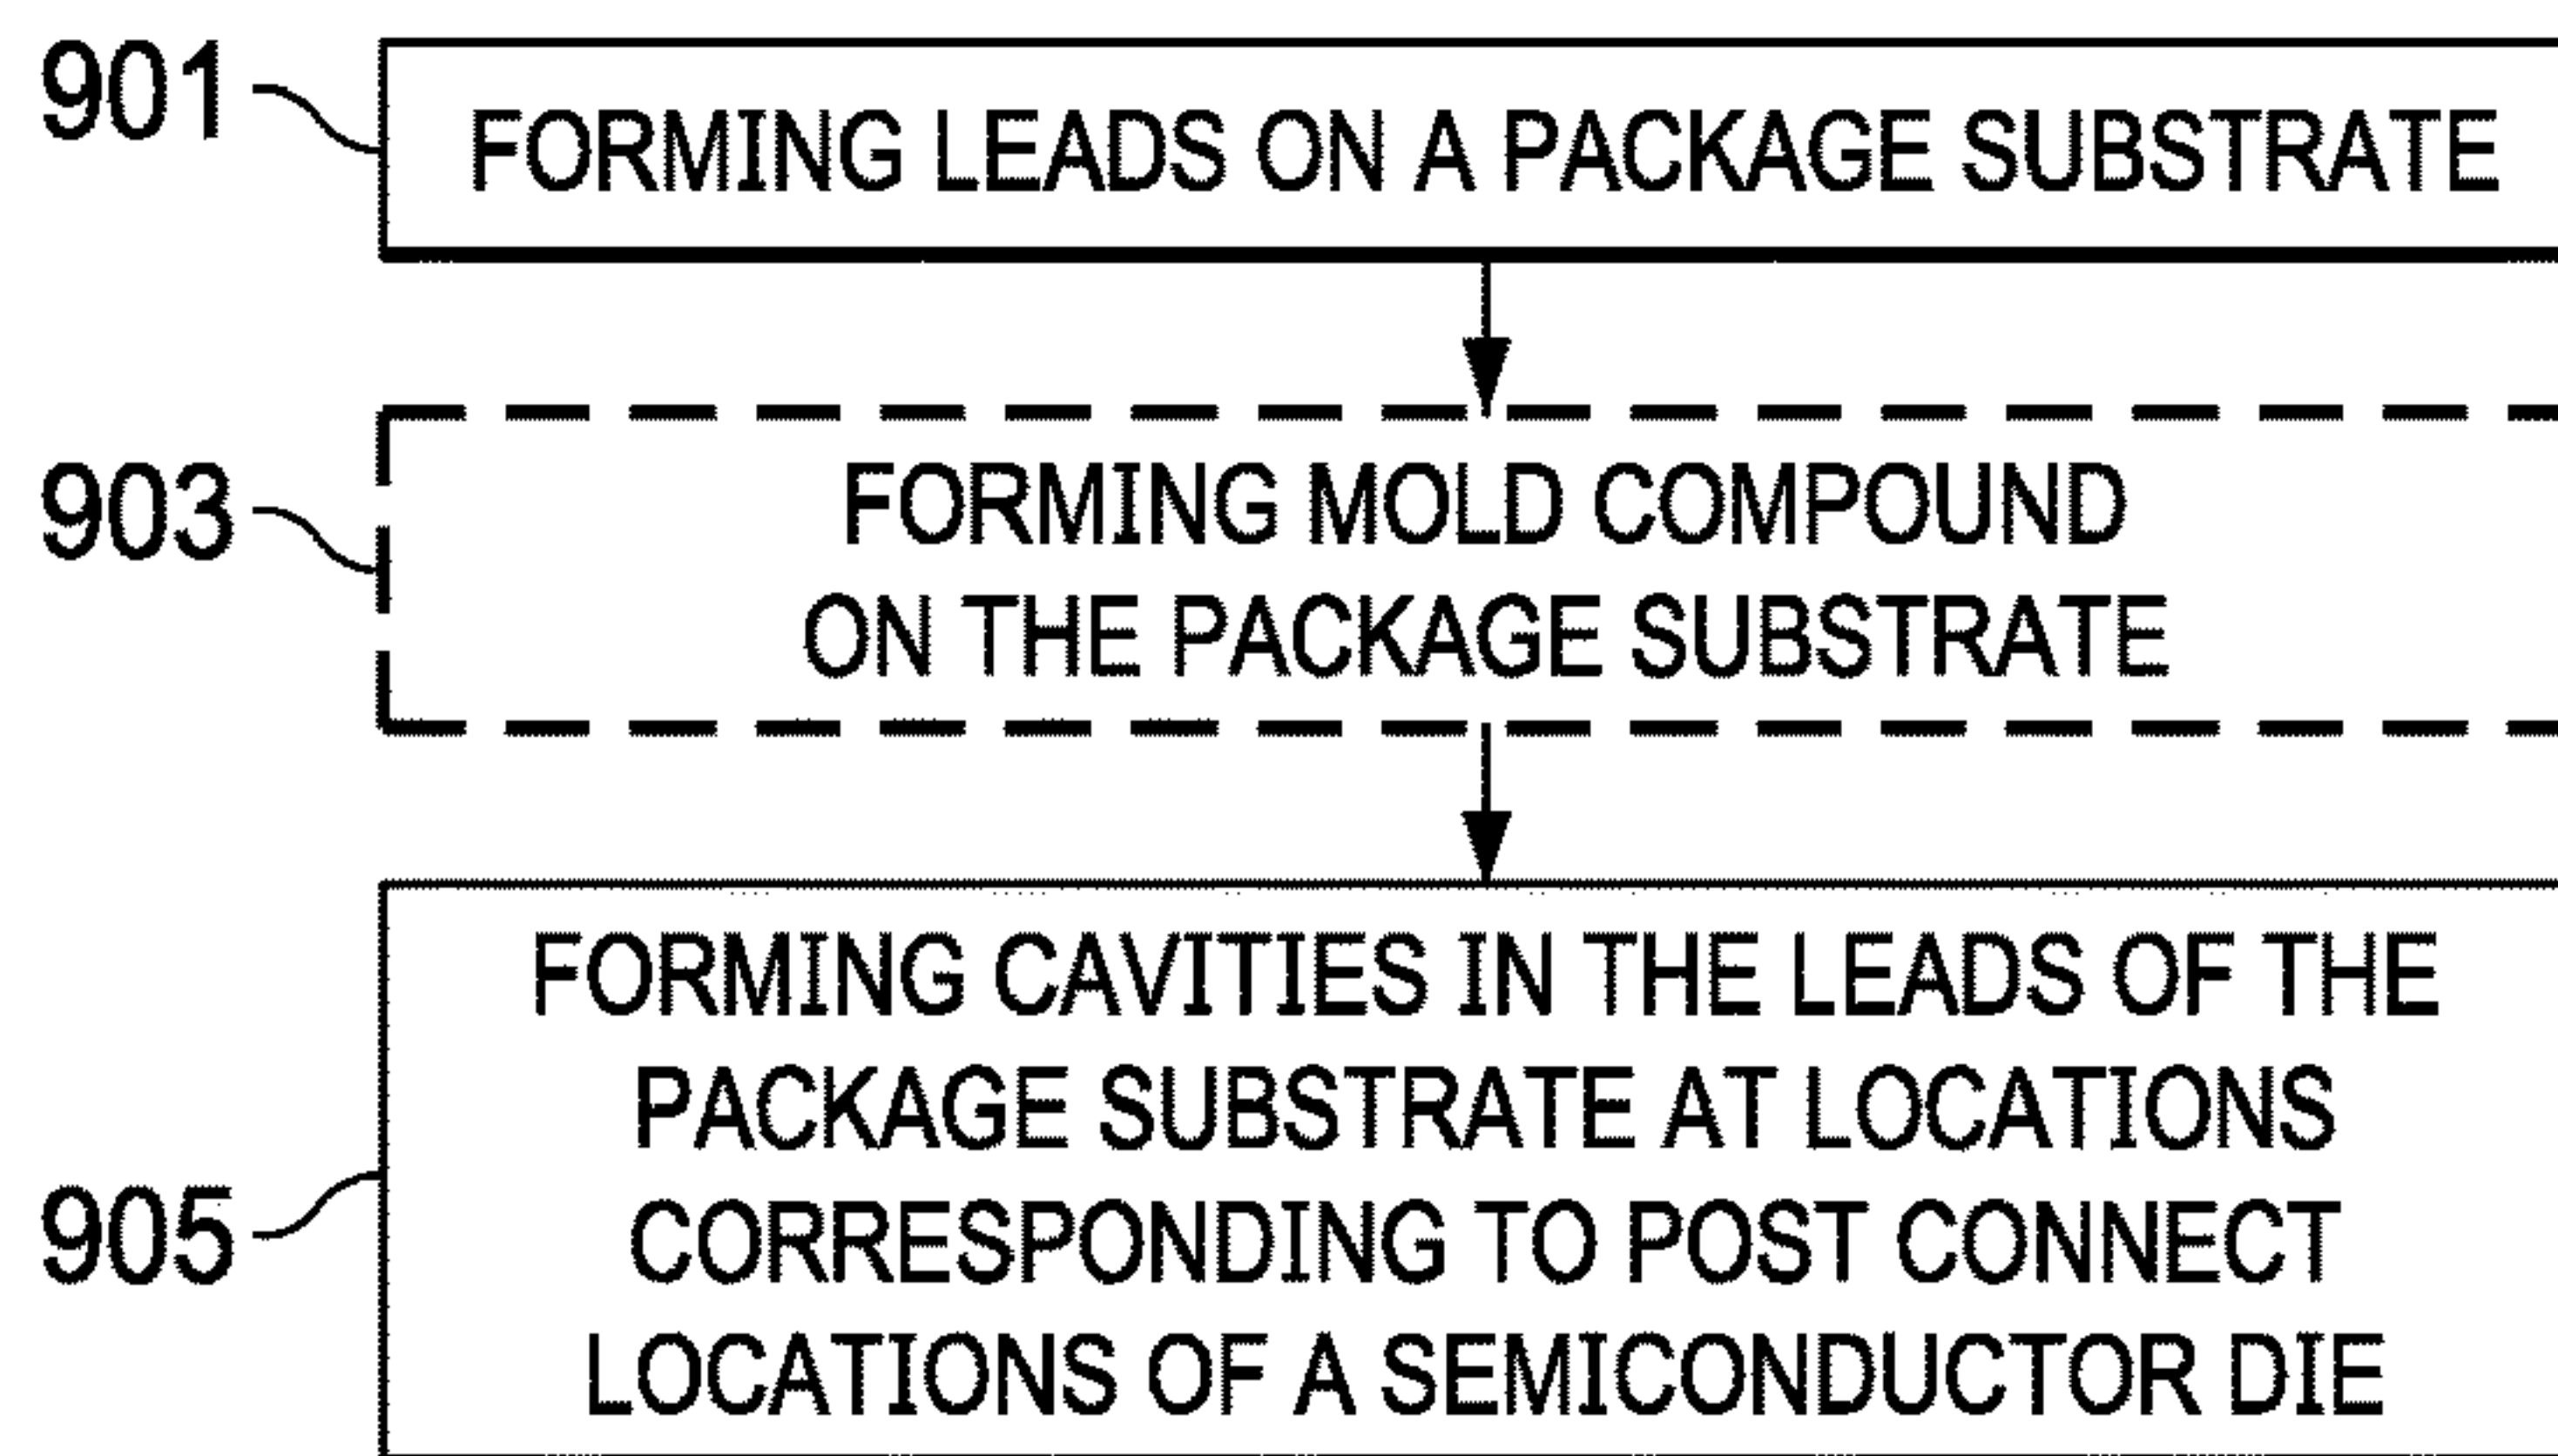 901
FORMING LEADS ON A PACKAGE SUBSTRATE
903
FORMING MOLD COMPOUND
ON THE PACKAGE SUBSTRATE
905
FORMING CAVITIES IN THE LEADS OF THE
PACKAGE SUBSTRATE AT LOCATIONS
CORRESPONDING TO POST CONNECT
LOCATIONS OF A SEMICONDUCTOR DIE